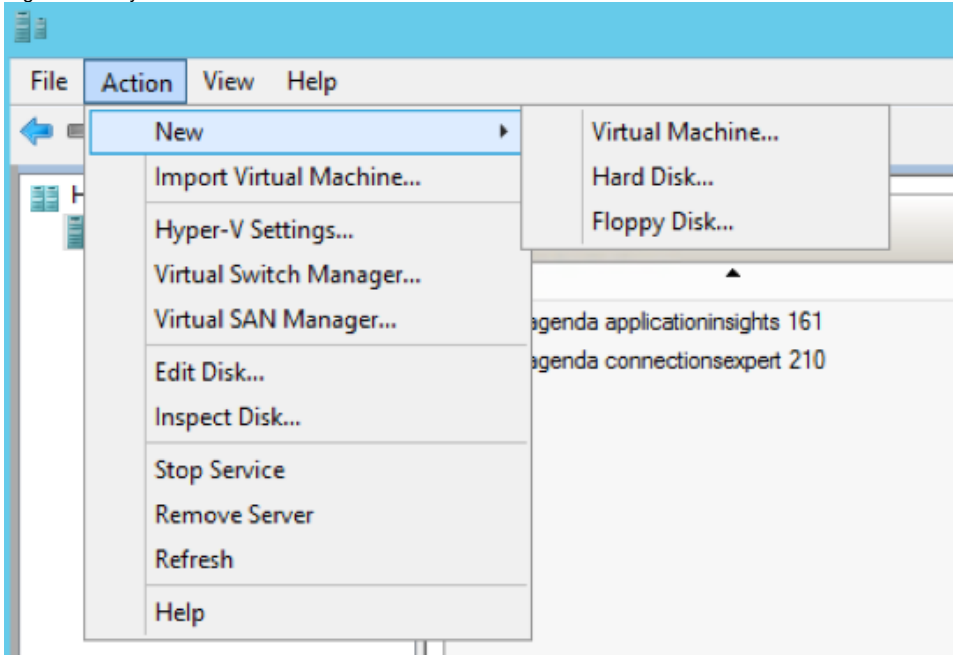 File Action View Help
New
Virtual Machine...
Import Virtual Machine...
Hard Disk...
Hyper-V Settings...
Floppy Disk...
Virtual Switch Manager...
Virtual SAN Manager...
agenda applicationinsights 161
Edit Disk...
agenda connectionsexpert 210
Inspect Disk...
Stop Service
Remove Server
Refresh
Help